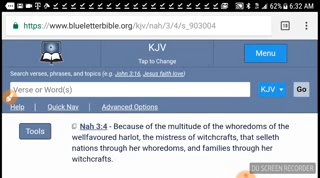 62% 6:32 AM
https://www.blueletterbible.org/kjv/nah/3/4/s_903004
18
KJV
Tap to Change
Menu
Search verses, phrases, and topics (e.g. John 3:16, Jesus faith love)
Verse or Word(s)
KJV
Go
Help | Quick Nav | Advanced Options
Tools
Nah 3:4 - Because of the multitude of the whoredoms of the
wellfavoured harlot, the mistress of witchcrafts, that selleth
nations through her whoredoms, and families through her
witchcrafts.
DU SCREEN RECORDER